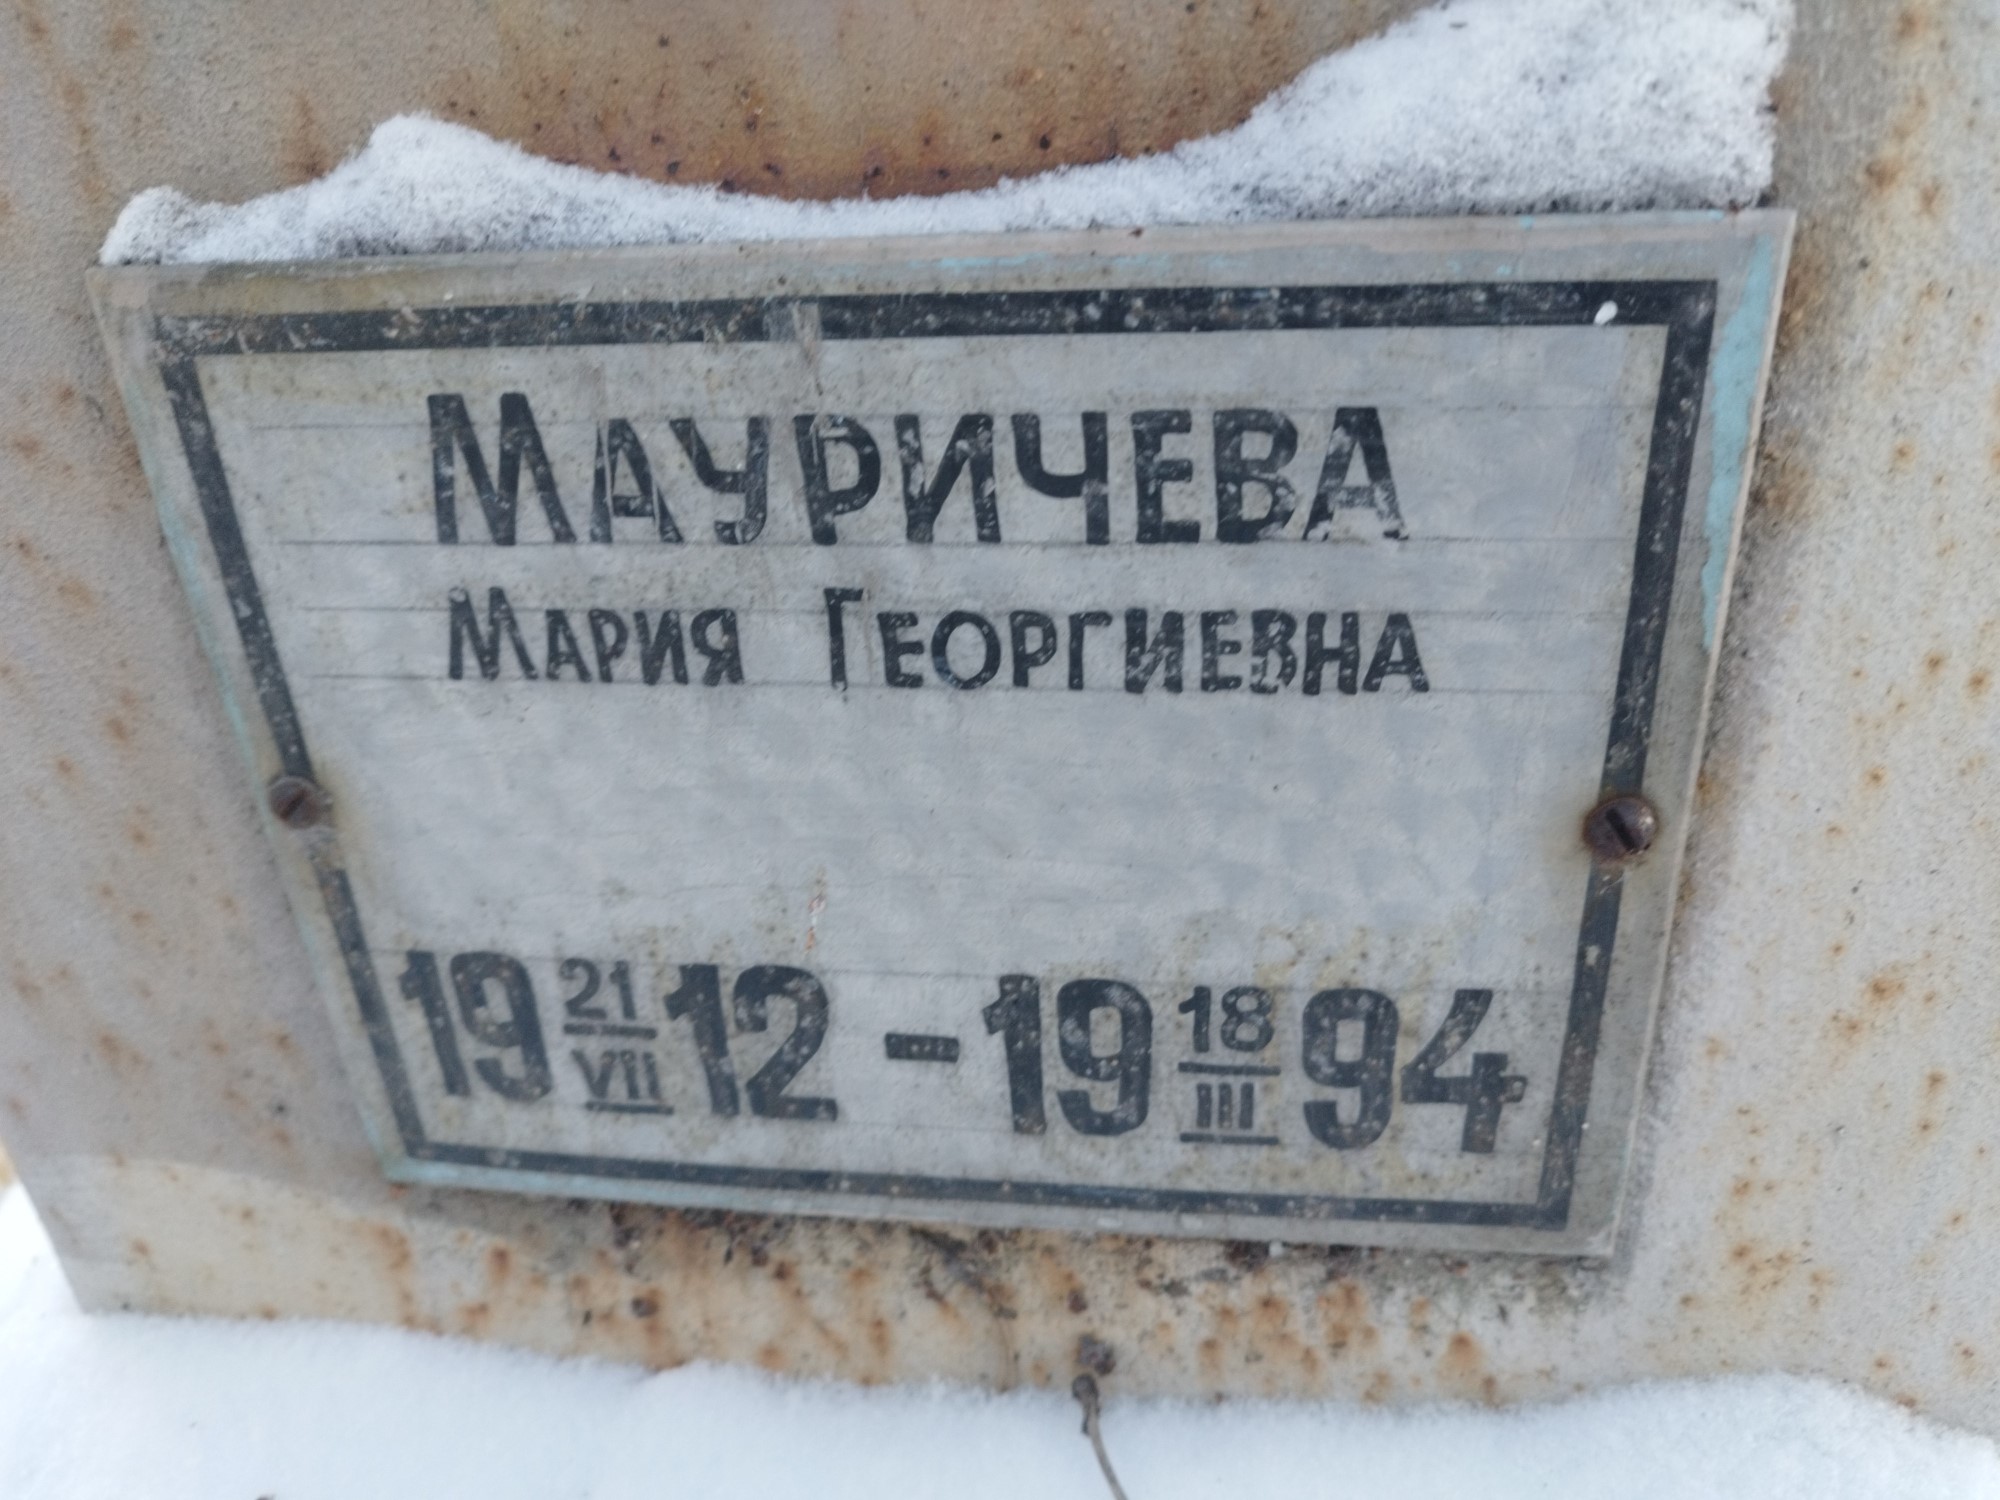 МАУРИЧЕВА
МАРИЯ ГЕОРГИЕВНА
19 21/VII 12 - 19 18/III 94